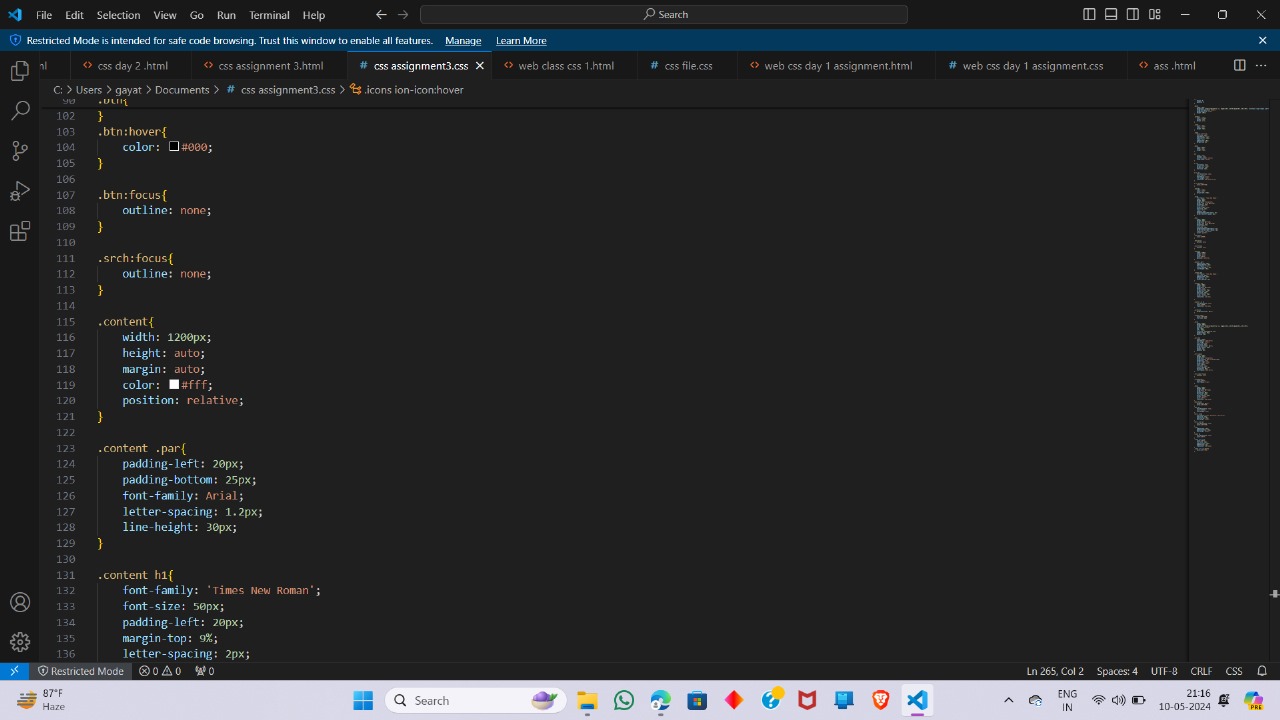 File Edit Selection View Go Run Terminal Help
Search
Restricted Mode is intended for safe code browsing. Trust this window to enable all features. Manage Learn More
css day 2 .html
css assignment 3.html
# css assignment3.css
web class css 1.html
# css file.css
web css day 1 assignment.html
# web css day 1 assignment.css
ass .html
C: > Users > gayat > Documents > # css assignment3.css > .icons ion-icon:hover
90 .btn{
102 }
103 .btn:hover{
104 color: #000;
105 }
106
107 .btn:focus{
108 outline: none;
109 }
110
111 .srch:focus{
112 outline: none;
113 }
114
115 .content{
116 width: 1200px;
117 height: auto;
118 margin: auto;
119 color: #fff;
120 position: relative;
121 }
122
123 .content .par{
124 padding-left: 20px;
125 padding-bottom: 25px;
126 font-family: Arial;
127 letter-spacing: 1.2px;
128 line-height: 30px;
129 }
130
131 .content h1{
132 font-family: 'Times New Roman';
133 font-size: 50px;
134 padding-left: 20px;
135 margin-top: 9%;
136 letter-spacing: 2px;
Restricted Mode 0 0 0 Ln 265, Col 2 Spaces: 4 UTF-8 CRLF CSS
87°F
Haze
Search
ENG
IN
21:16
10-05-2024
PRE